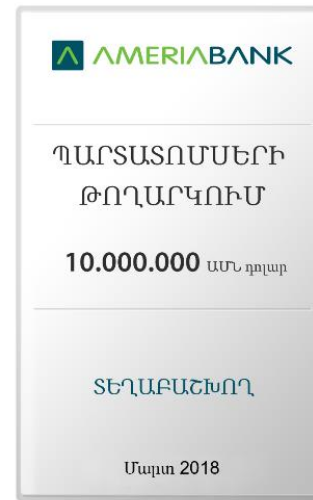 AMERIABANK
ՊԱՐՏԱՏՈՄՍԵՐԻ
ԹՈՂԱՐԿՈՒՄ
10.000.000 ԱՄՆ դոլար
ՏԵՂԱԲԱՇԽՈՂ
Մարտ 2018